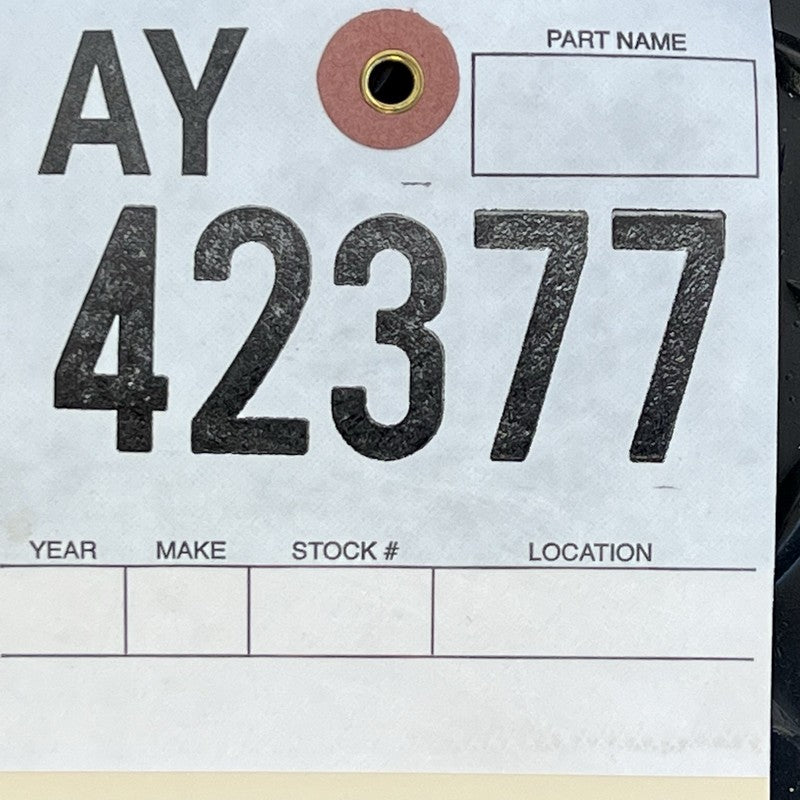 AY
PART NAME
42377
YEAR MAKE STOCK # LOCATION